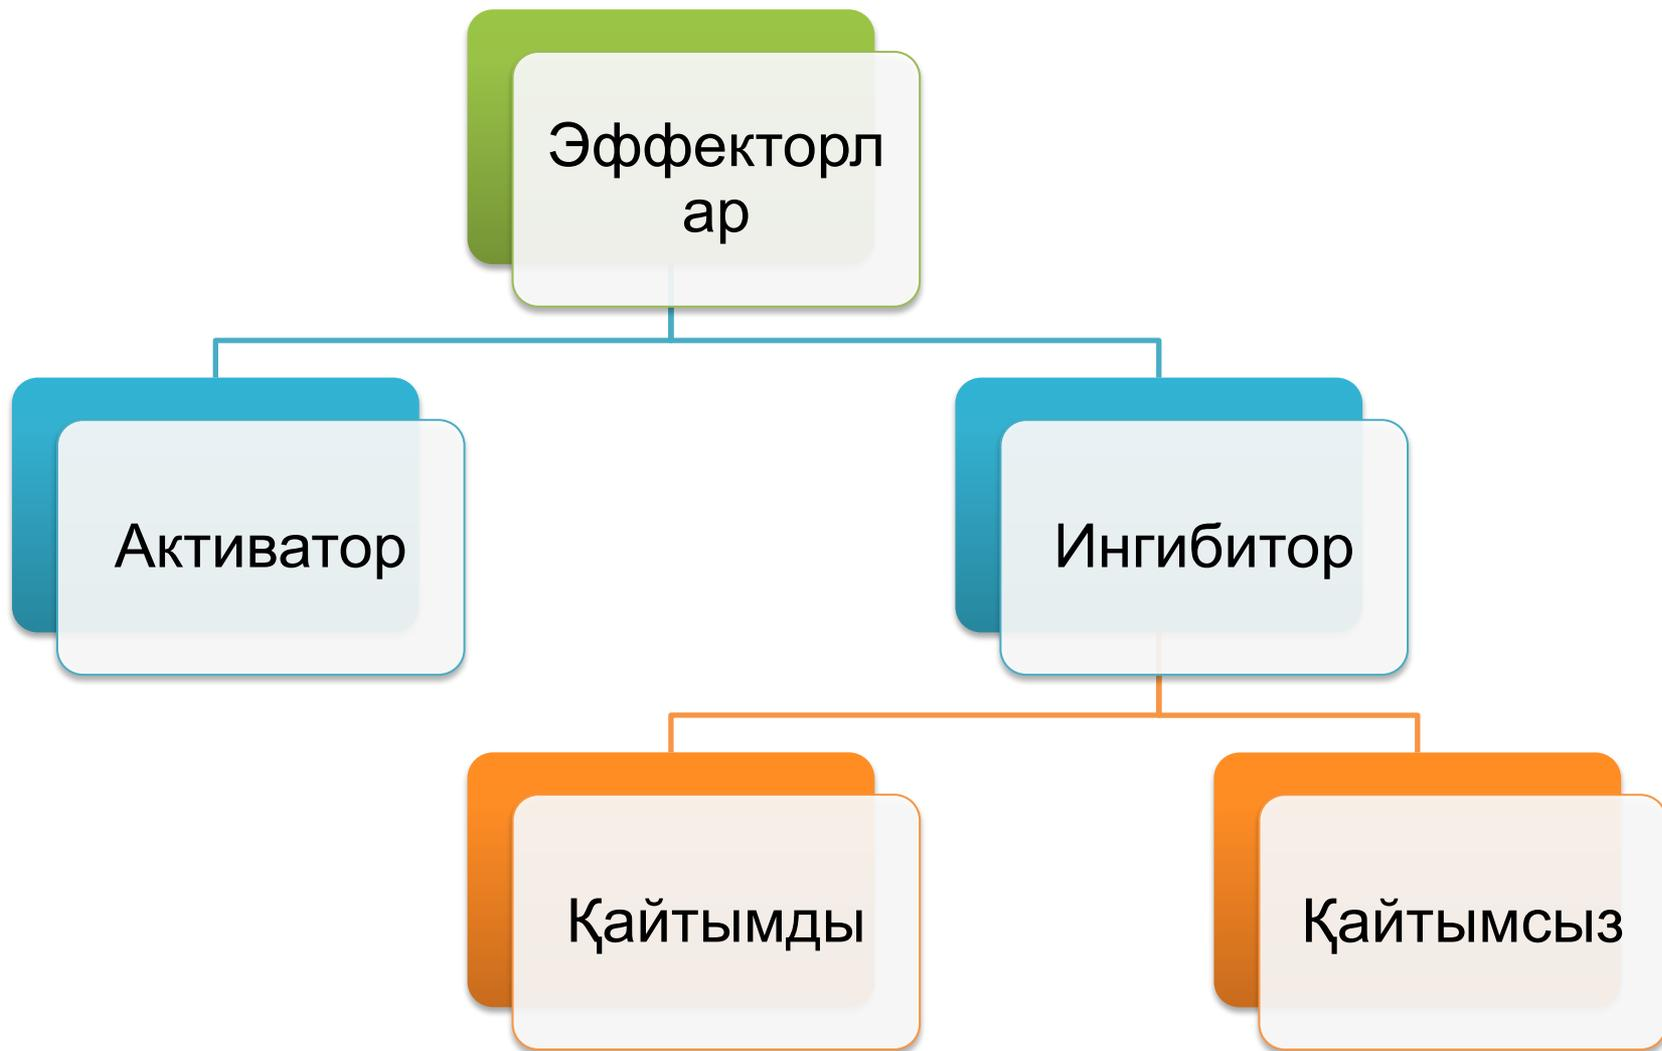 Эффекторл
ар
Активатор
Ингибитор
Қайтымды
Қайтымсыз